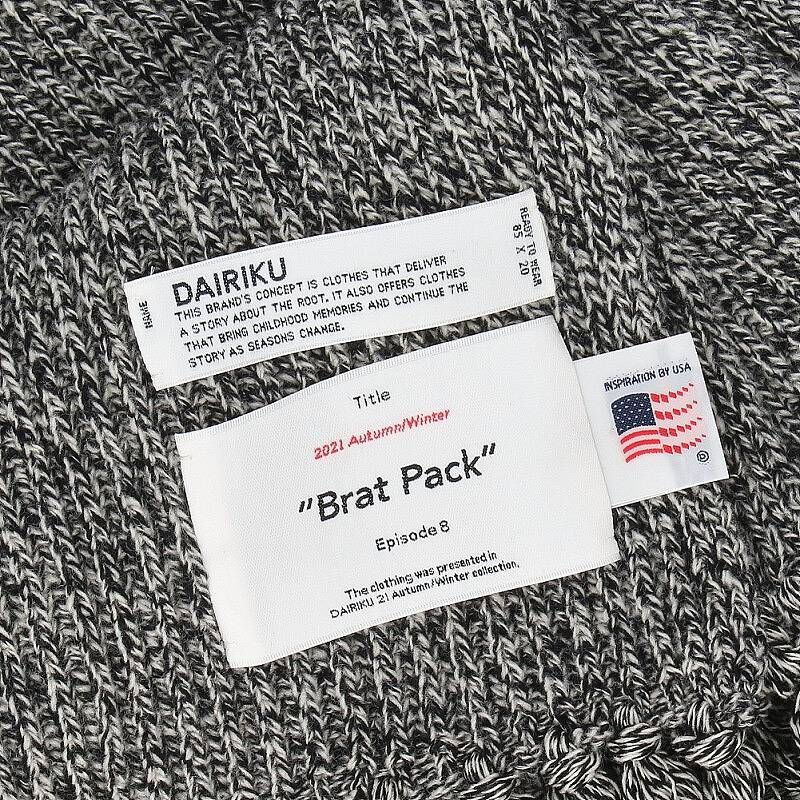 NAME
DAIRIKU
THIS BRAND'S CONCEPT IS CLOTHES THAT DELIVER
A STORY ABOUT THE ROOT. IT ALSO OFFERS CLOTHES
THAT BRING CHILDHOOD MEMORIES AND CONTINUE THE
STORY AS SEASONS CHANGE.
READY TO WEAR
85 X 20
Title
2021 Autumn/Winter
"Brat Pack"
Episode 8
The clothing was presented in
DAIRIKU 21 Autumn/Winter collection.
INSPIRATION BY USA